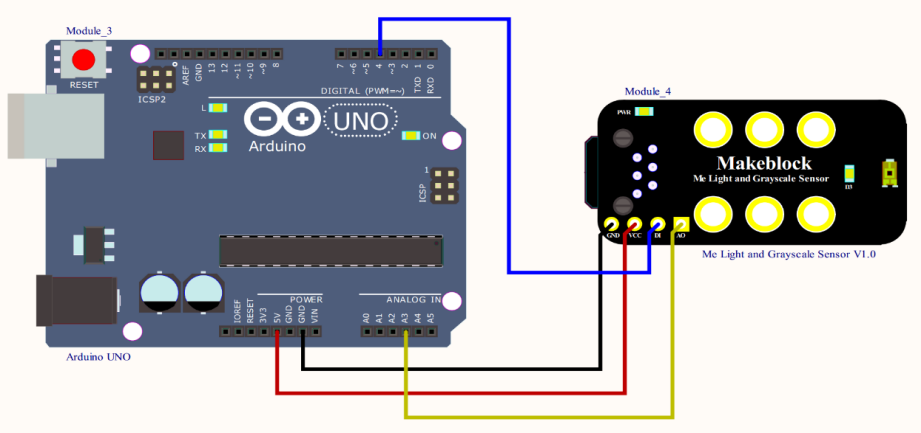 Module_3
RESET
ICSP2
AREF
GND
13
12
~11
~10
~9
8
7
~6
~5
4
~3
2
TXD 1
RXD 0
DIGITAL (PWM=~)
L
TX
RX
UNO
Arduino
ON
1
ICSP
POWER
ANALOG IN
IOREF
RESET
3V3
5V
GND
GND
VIN
A0
A1
A2
A3
A4
A5
Arduino UNO
Module_4
PWR
Makeblock
Me Light and Grayscale Sensor
GND
VCC
DI
AO
Me Light and Grayscale Sensor V1.0